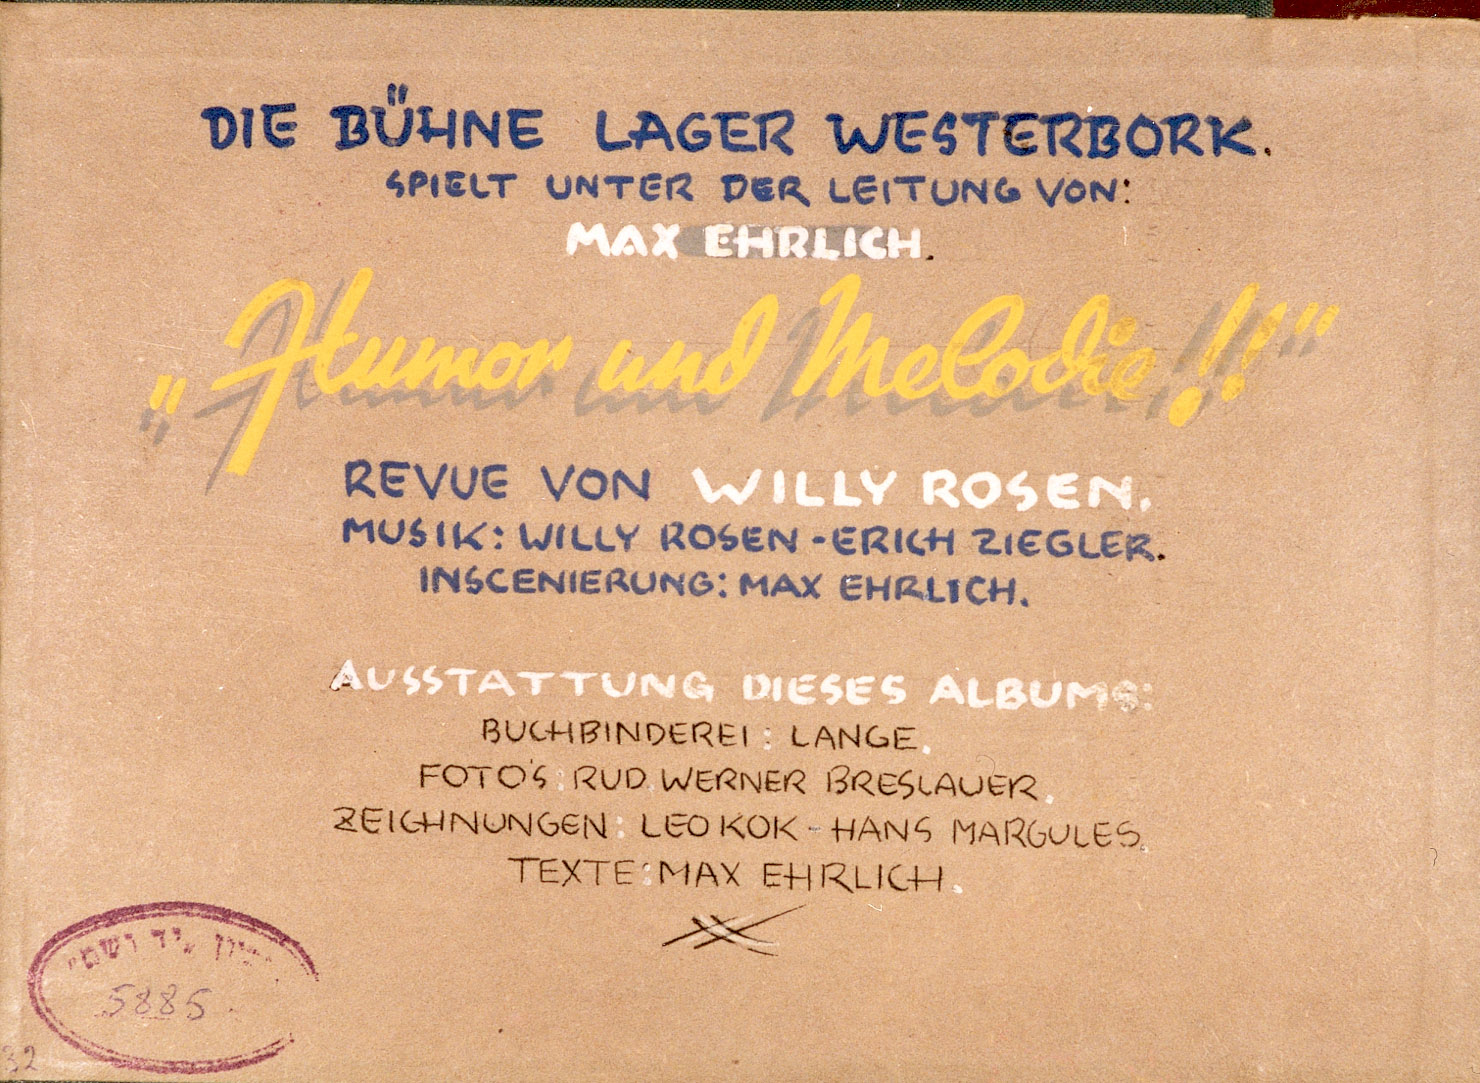 DIE BÜHNE LAGER WESTERBORK.
SPIELT UNTER DER LEITUNG VON:
MAX EHRLICH.
"Humor und Melodie!!"
REVUE VON WILLY ROSEN.
MUSIK: WILLY ROSEN - ERICH ZIEGLER.
INSCENIERUNG: MAX EHRLICH.
AUSSTATTUNG DIESES ALBUMS:
BUCHBINDEREI: LANGE.
FOTO'S: RUD. WERNER BRESLAUER.
ZEICHNUNGEN: LEO KOK - HANS MARGULES.
TEXTE: MAX EHRLICH.
יד ושם
5885
32